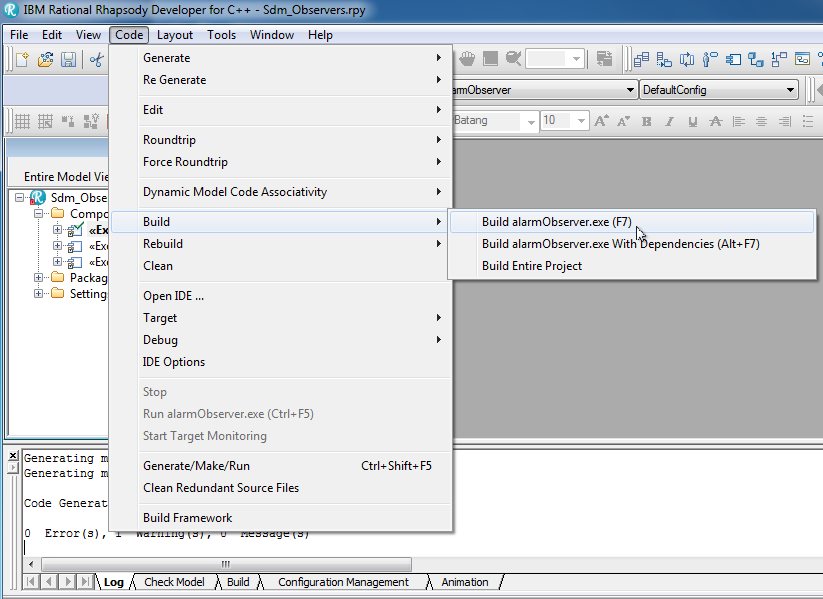 IBM Rational Rhapsody Developer for C++ - Sdm_Observers.rpy
File Edit View Code Layout Tools Window Help
Generate
Re Generate
Edit
Roundtrip
Force Roundtrip
Dynamic Model Code Associativity
Build
Rebuild
Clean
Open IDE ...
Target
Debug
IDE Options
Stop
Run alarmObserver.exe (Ctrl+F5)
Start Target Monitoring
Generate/Make/Run Ctrl+Shift+F5
Clean Redundant Source Files
Build Framework
Build alarmObserver.exe (F7)
Build alarmObserver.exe With Dependencies (Alt+F7)
Build Entire Project
armObserver DefaultConfig
Batang 10
Entire Model Vie
Sdm_Obse
Compo
«Ex
«Exe
«Exe
Packag
Setting
Generating m
Generating m
Code Generat
0 Error(s), 1 Warning(s), 0 Message(s)
Log Check Model Build Configuration Management Animation